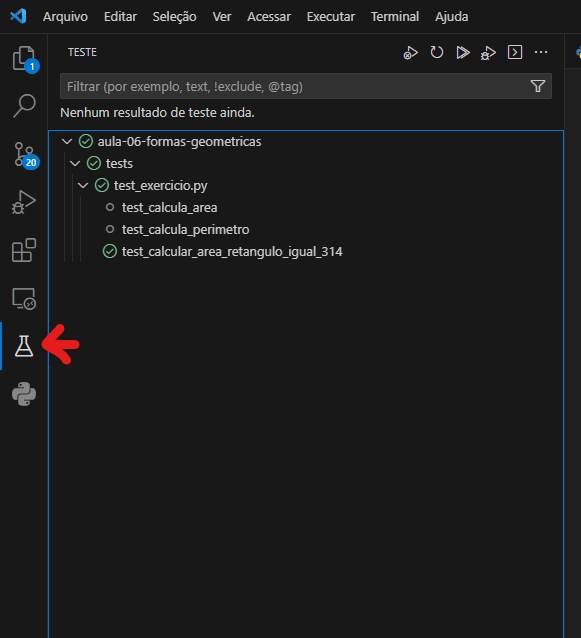 Arquivo Editar Seleção Ver Acessar Executar Terminal Ajuda
TESTE
Filtrar (por exemplo, text, !exclude, @tag)
Nenhum resultado de teste ainda.
aula-06-formas-geometricas
tests
test_exercicio.py
test_calcula_area
test_calcula_perimetro
test_calcular_area_retangulo_igual_314
1
20